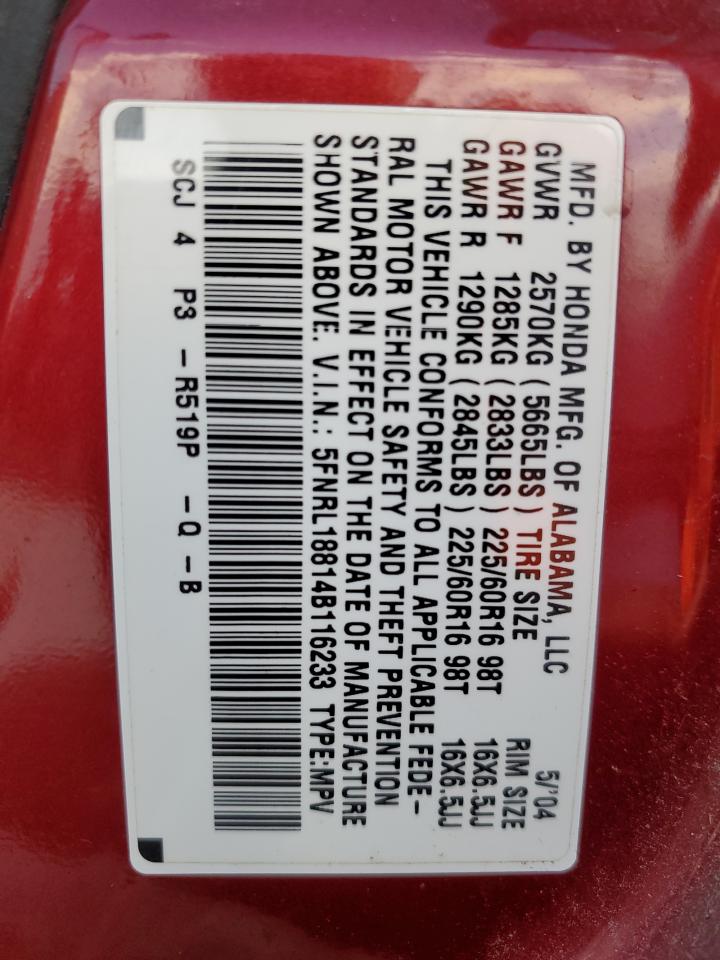 MFD. BY HONDA MFG. OF ALABAMA, LLC 5/'04
GVWR 2570KG (5665LBS) TIRE SIZE RIM SIZE
GAWR F 1285KG (2833LBS) 225/60R16 98T 16X6.5JJ
GAWR R 1290KG (2845LBS) 225/60R16 98T 16X6.5JJ
THIS VEHICLE CONFORMS TO ALL APPLICABLE FEDE-
RAL MOTOR VEHICLE SAFETY AND THEFT PREVENTION
STANDARDS IN EFFECT ON THE DATE OF MANUFACTURE
SHOWN ABOVE. V.I.N.: 5FNRL18814B116233 TYPE:MPV
SCJ 4 P3 - R519P - Q - B